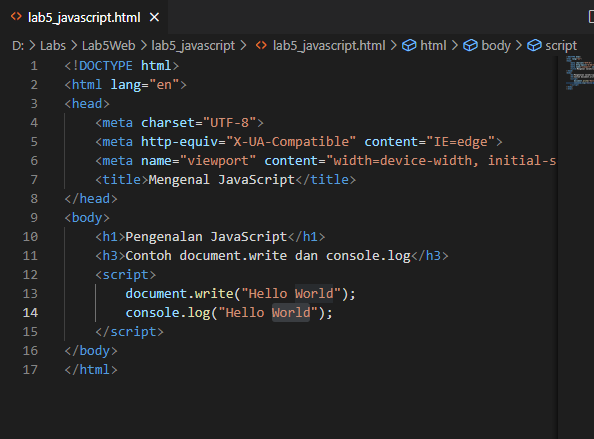 lab5_javascript.html
D: > Labs > Lab5Web > lab5_javascript > lab5_javascript.html > html > body > script
1 <!DOCTYPE html>
2 <html lang="en">
3 <head>
4 <meta charset="UTF-8">
5 <meta http-equiv="X-UA-Compatible" content="IE=edge">
6 <meta name="viewport" content="width=device-width, initial-s
7 <title>Mengenal JavaScript</title>
8 </head>
9 <body>
10 <h1>Pengenalan JavaScript</h1>
11 <h3>Contoh document.write dan console.log</h3>
12 <script>
13 document.write("Hello World");
14 console.log("Hello World");
15 </script>
16 </body>
17 </html>